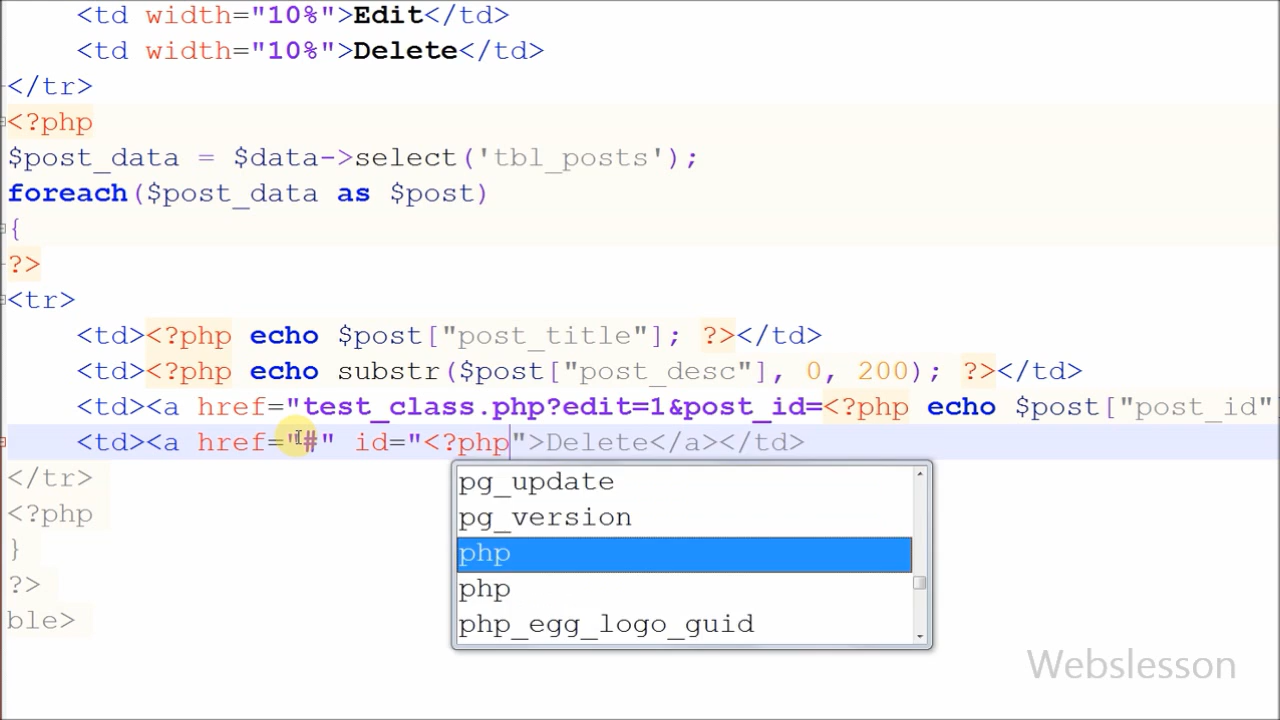 <td width="10%">Edit</td>
<td width="10%">Delete</td>
</tr>
<?php
$post_data = $data->select('tbl_posts');
foreach($post_data as $post)
{
?>
<tr>
<td><?php echo $post["post_title"]; ?></td>
<td><?php echo substr($post["post_desc"], 0, 200); ?></td>
<td><a href="test_class.php?edit=1&post_id=<?php echo $post["post_id"
<td><a href="#" id="<?php">Delete</a></td>
</tr>
<?php
}
?>
ble>
pg_update
pg_version
php
php
php_egg_logo_guid
Webslesson